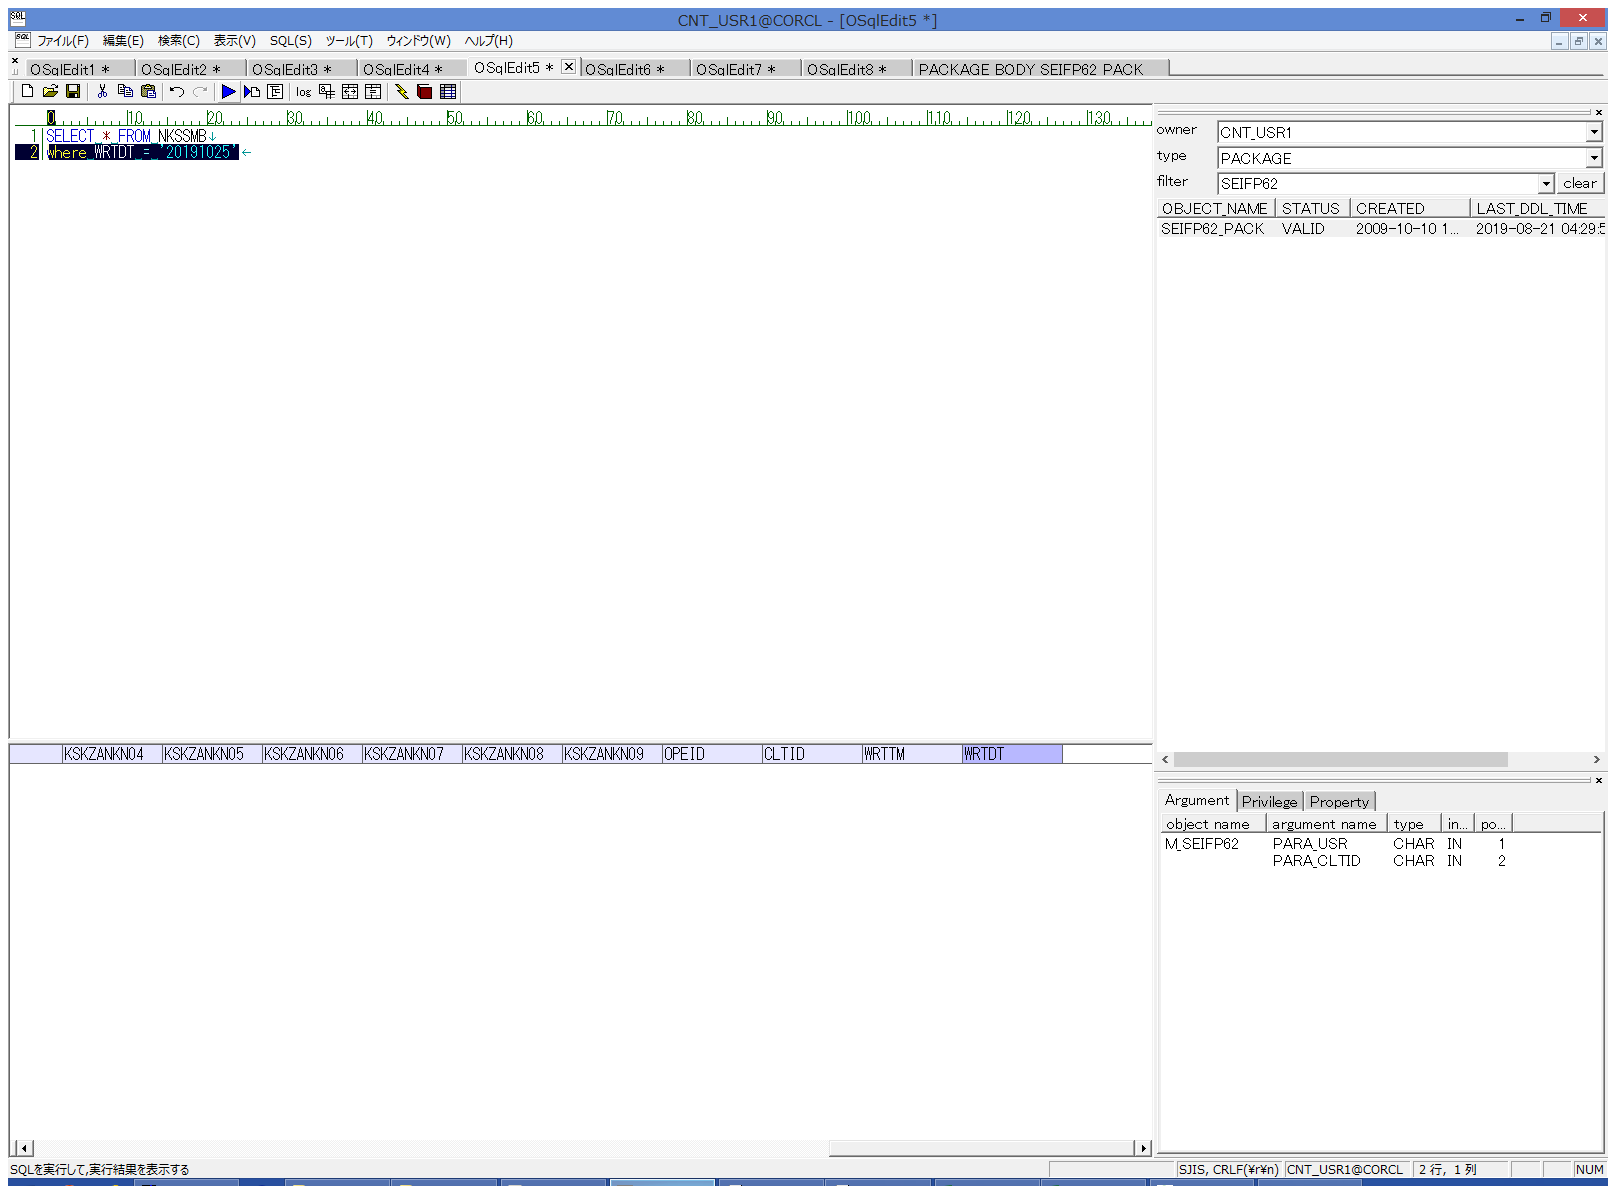 CNT_USR1@CORCL - [OSqlEdit5 *]
ファイル(F) 編集(E) 検索(C) 表示(V) SQL(S) ツール(T) ウィンドウ(W) ヘルプ(H)
OSqlEdit1 * OSqlEdit2 * OSqlEdit3 * OSqlEdit4 * OSqlEdit5 * OSqlEdit6 * OSqlEdit7 * OSqlEdit8 * PACKAGE BODY SEIFP62_PACK
log
0 10 20 30 40 50 60 70 80 90 100 110 120 130
1 SELECT * FROM NKSSMB↓
2 where WRTDT = '20191025'←
KSKZANKN04 KSKZANKN05 KSKZANKN06 KSKZANKN07 KSKZANKN08 KSKZANKN09 OPEID CLTID WRTTM WRTDT
owner CNT_USR1
type PACKAGE
filter SEIFP62 clear
OBJECT_NAME STATUS CREATED LAST_DDL_TIME
SEIFP62_PACK VALID 2009-10-10 1... 2019-08-21 04:29:5
Argument Privilege Property
object name argument name type in... po...
M_SEIFP62 PARA_USR CHAR IN 1
PARA_CLTID CHAR IN 2
SQLを実行して,実行結果を表示する SJIS, CRLF(¥r¥n) CNT_USR1@CORCL 2 行, 1 列 NUM